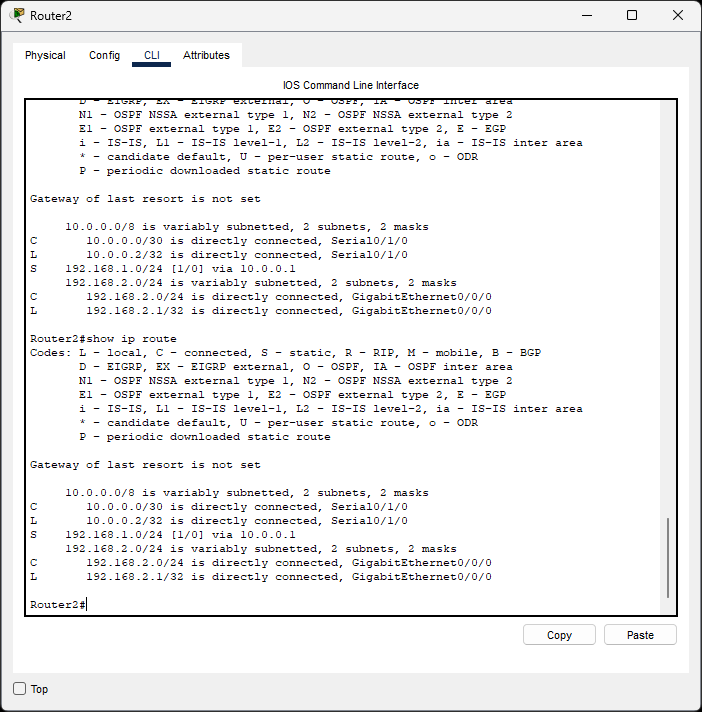 Router2
Physical Config CLI Attributes
IOS Command Line Interface
D - EIGRP, EX - EIGRP external, O - OSPF, IA - OSPF inter area
N1 - OSPF NSSA external type 1, N2 - OSPF NSSA external type 2
E1 - OSPF external type 1, E2 - OSPF external type 2, E - EGP
i - IS-IS, L1 - IS-IS level-1, L2 - IS-IS level-2, ia - IS-IS inter area
* - candidate default, U - per-user static route, o - ODR
P - periodic downloaded static route
Gateway of last resort is not set
10.0.0.0/8 is variably subnetted, 2 subnets, 2 masks
C 10.0.0.0/30 is directly connected, Serial0/1/0
L 10.0.0.2/32 is directly connected, Serial0/1/0
S 192.168.1.0/24 [1/0] via 10.0.0.1
192.168.2.0/24 is variably subnetted, 2 subnets, 2 masks
C 192.168.2.0/24 is directly connected, GigabitEthernet0/0/0
L 192.168.2.1/32 is directly connected, GigabitEthernet0/0/0
Router2#show ip route
Codes: L - local, C - connected, S - static, R - RIP, M - mobile, B - BGP
D - EIGRP, EX - EIGRP external, O - OSPF, IA - OSPF inter area
N1 - OSPF NSSA external type 1, N2 - OSPF NSSA external type 2
E1 - OSPF external type 1, E2 - OSPF external type 2, E - EGP
i - IS-IS, L1 - IS-IS level-1, L2 - IS-IS level-2, ia - IS-IS inter area
* - candidate default, U - per-user static route, o - ODR
P - periodic downloaded static route
Gateway of last resort is not set
10.0.0.0/8 is variably subnetted, 2 subnets, 2 masks
C 10.0.0.0/30 is directly connected, Serial0/1/0
L 10.0.0.2/32 is directly connected, Serial0/1/0
S 192.168.1.0/24 [1/0] via 10.0.0.1
192.168.2.0/24 is variably subnetted, 2 subnets, 2 masks
C 192.168.2.0/24 is directly connected, GigabitEthernet0/0/0
L 192.168.2.1/32 is directly connected, GigabitEthernet0/0/0
Router2#
Copy Paste
Top